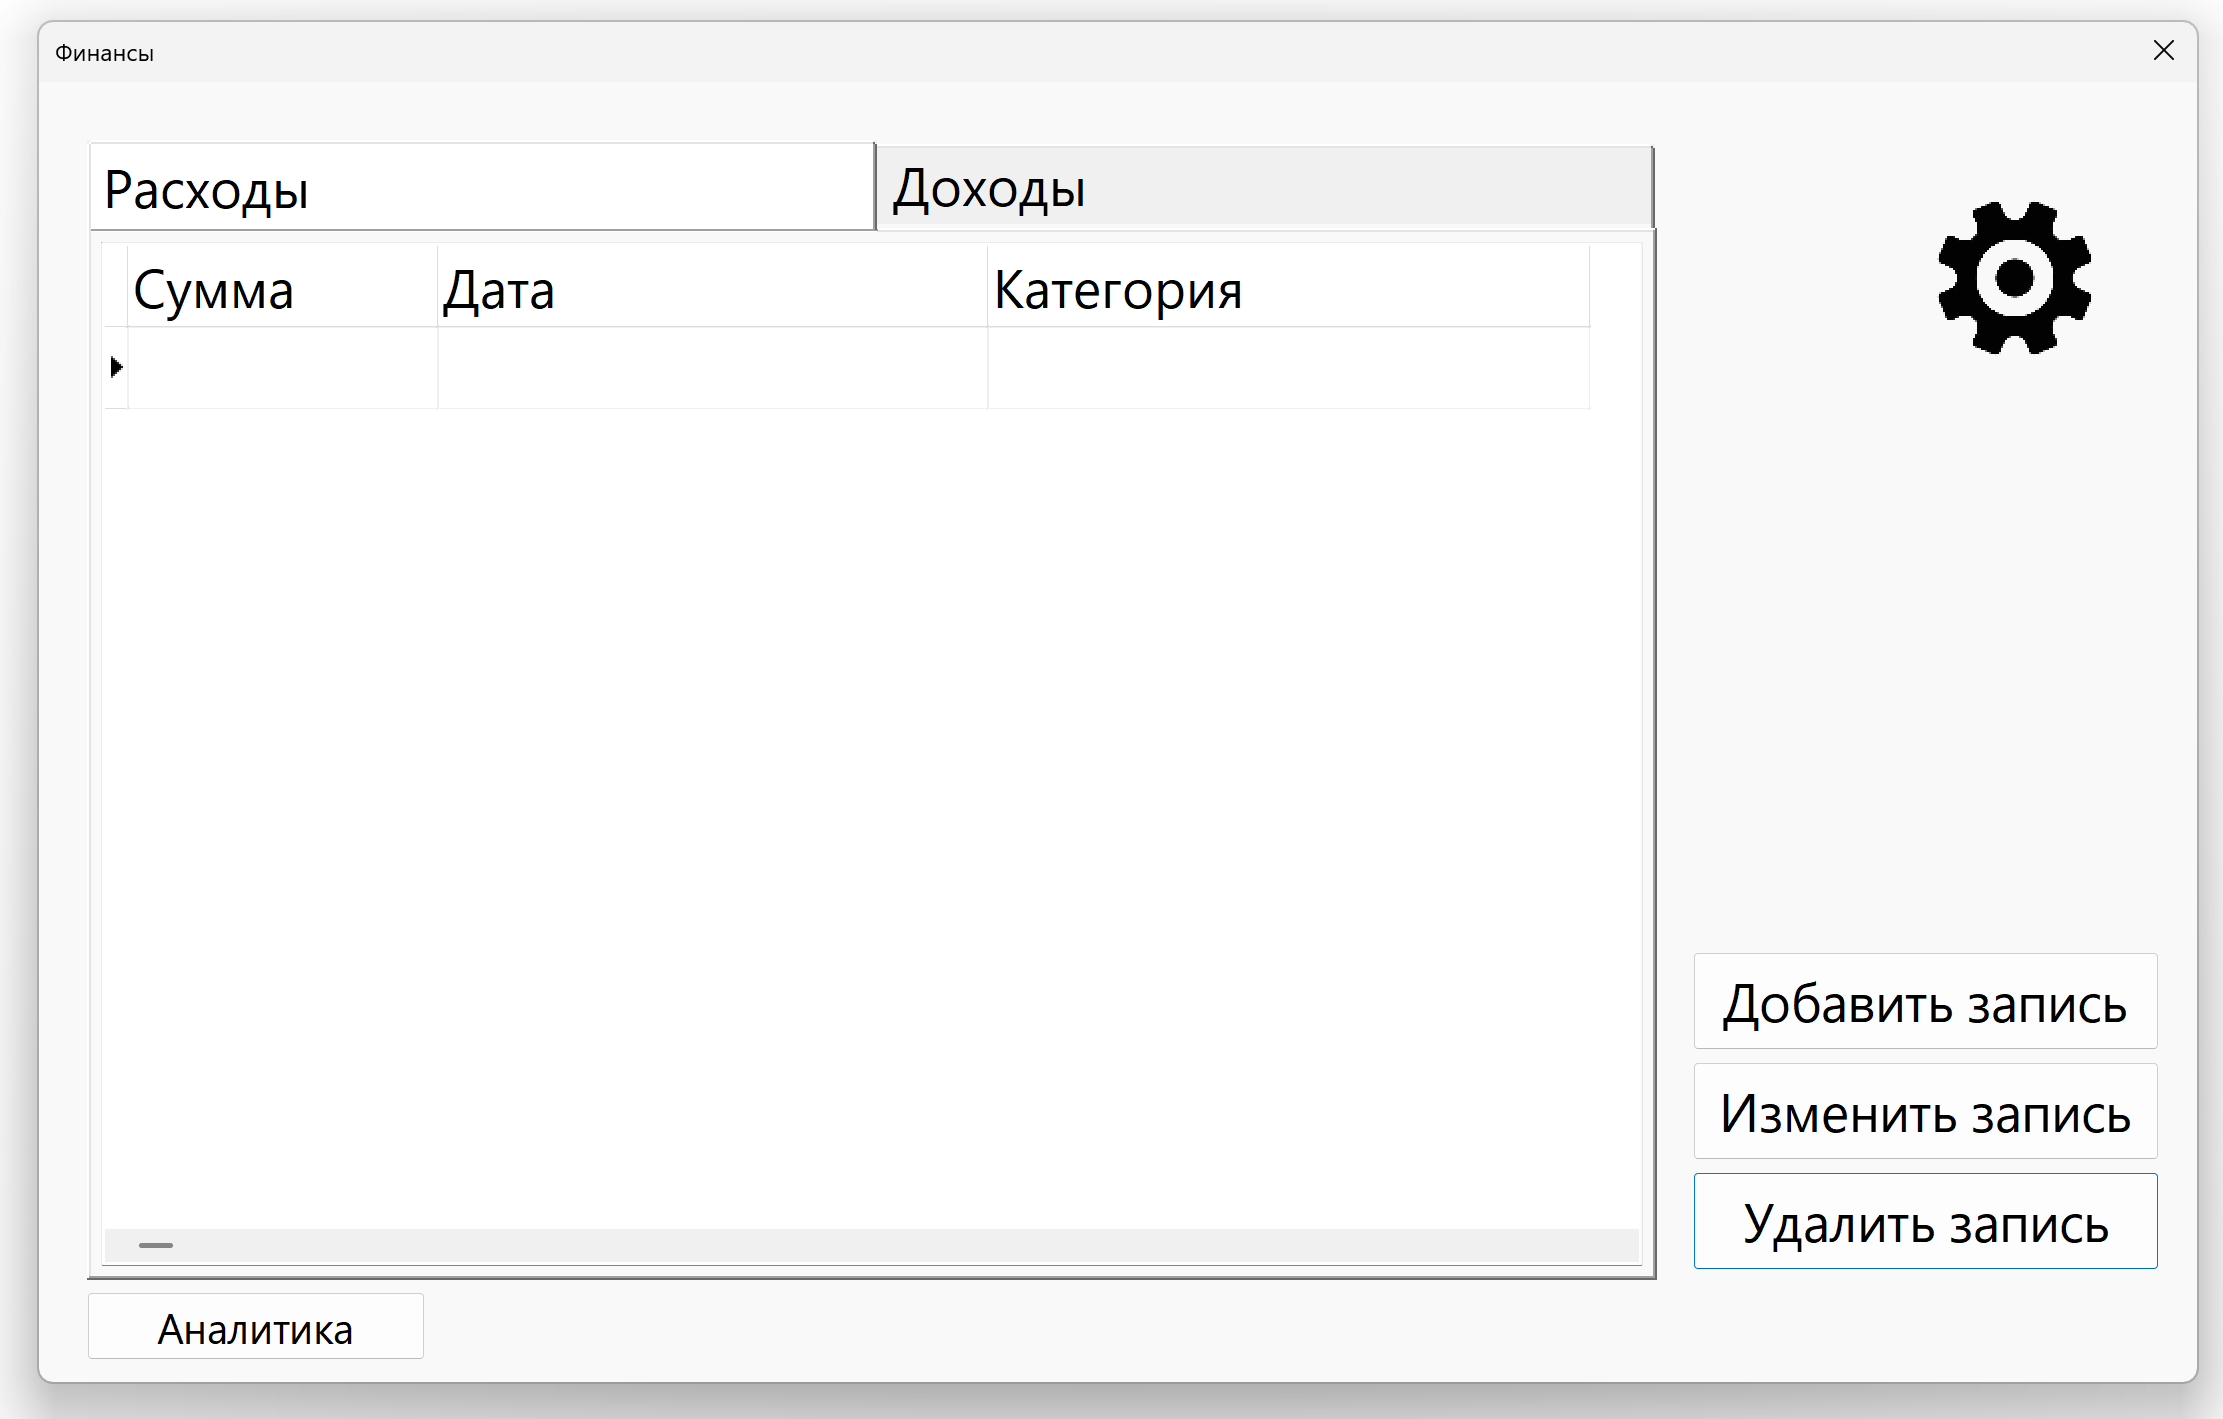 Финансы
Расходы
Доходы
Сумма
Дата
Категория
Добавить запись
Изменить запись
Удалить запись
Аналитика